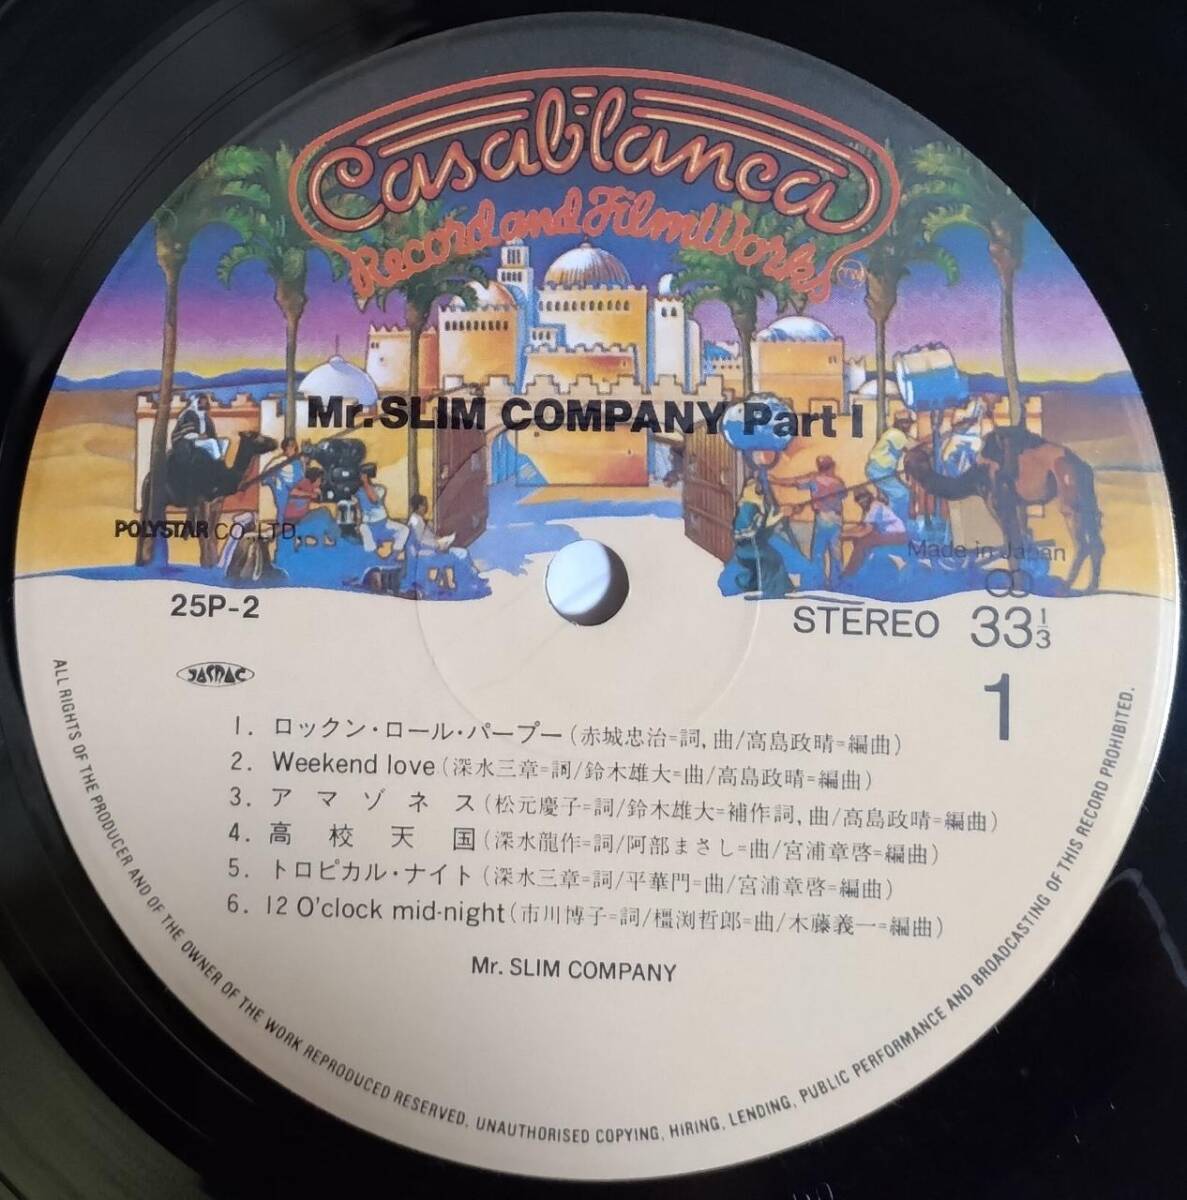 Casablanca
Record and FilmWorks
TM
Mr.SLIM COMPANY Part I
POLYSTAR CO.,LTD.
Made in Japan
25P-2
STEREO 33 1/3
JASRAC
1
1. ロックン・ロール・パープー(赤城忠治=詞,曲/高島政晴=編曲)
2. Weekend love(深水三章=詞/鈴木雄大=曲/高島政晴=編曲)
3. アマゾネス(松元慶子=詞/鈴木雄大=補作詞,曲/高島政晴=編曲)
4. 高校天国(深水龍作=詞/阿部まさし=曲/宮浦章啓=編曲)
5. トロピカル・ナイト(深水三章=詞/平華門=曲/宮浦章啓=編曲)
6. 12 O'clock mid-night(市川博子=詞/橿渕哲郎=曲/木藤義一=編曲)
Mr. SLIM COMPANY
ALL RIGHTS OF THE PRODUCER AND OF THE OWNER OF THE WORK REPRODUCED RESERVED, UNAUTHORISED COPYING, HIRING, LENDING, PUBLIC PERFORMANCE AND BROADCASTING OF THIS RECORD PROHIBITED.